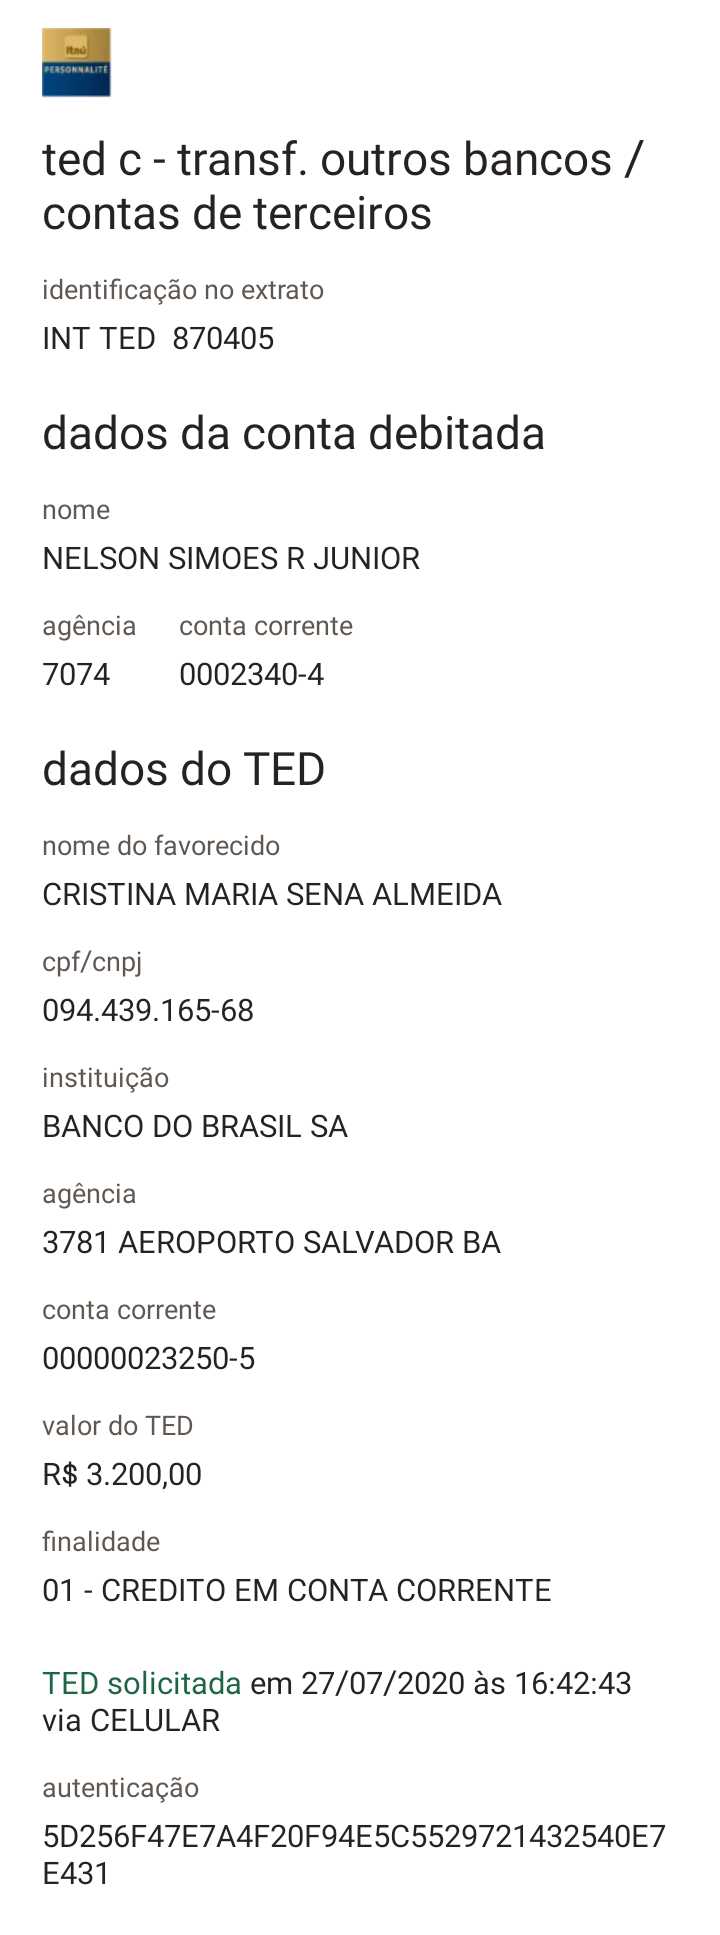 Itaú
PERSONNALITÉ
ted c - transf. outros bancos /
contas de terceiros
identificação no extrato
INT TED  870405
dados da conta debitada
nome
NELSON SIMOES R JUNIOR
agência conta corrente
7074 0002340-4
dados do TED
nome do favorecido
CRISTINA MARIA SENA ALMEIDA
cpf/cnpj
094.439.165-68
instituição
BANCO DO BRASIL SA
agência
3781 AEROPORTO SALVADOR BA
conta corrente
00000023250-5
valor do TED
R$ 3.200,00
finalidade
01 - CREDITO EM CONTA CORRENTE
TED solicitada em 27/07/2020 às 16:42:43
via CELULAR
autenticação
5D256F47E7A4F20F94E5C5529721432540E7
E431